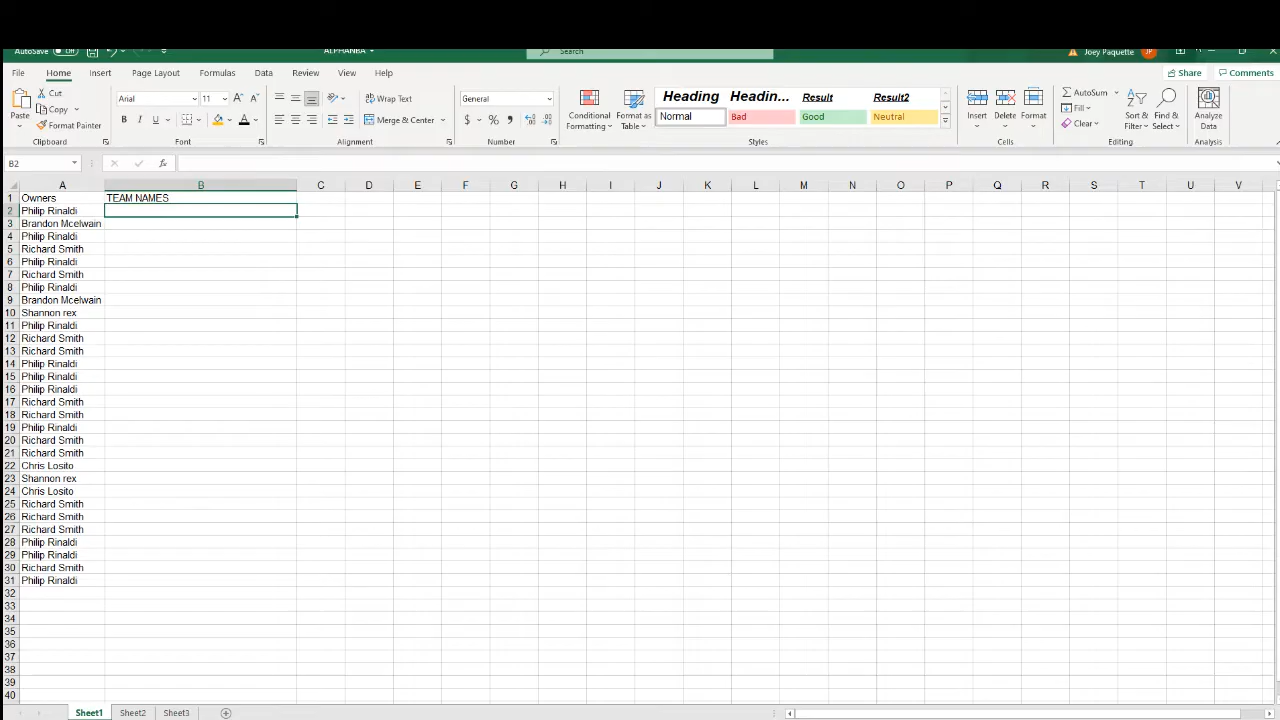 AutoSave Off ALPHANBA Search Joey Paquette JP
File Home Insert Page Layout Formulas Data Review View Help Share Comments
Paste Cut Copy Format Painter Clipboard
Arial 11 B I U Font
Wrap Text Merge & Center Alignment
General $ % Number
Conditional Formatting Format as Table
Heading Headin... Result Result2
Normal Bad Good Neutral
Styles
Insert Delete Format Cells
AutoSum Fill Clear Sort & Filter Find & Select Editing
Analyze Data Analysis
B2 fx
A B C D E F G H I J K L M N O P Q R S T U V
1 Owners TEAM NAMES
2 Philip Rinaldi
3 Brandon Mcelwain
4 Philip Rinaldi
5 Richard Smith
6 Philip Rinaldi
7 Richard Smith
8 Philip Rinaldi
9 Brandon Mcelwain
10 Shannon rex
11 Philip Rinaldi
12 Richard Smith
13 Richard Smith
14 Philip Rinaldi
15 Philip Rinaldi
16 Philip Rinaldi
17 Richard Smith
18 Richard Smith
19 Philip Rinaldi
20 Richard Smith
21 Richard Smith
22 Chris Losito
23 Shannon rex
24 Chris Losito
25 Richard Smith
26 Richard Smith
27 Richard Smith
28 Philip Rinaldi
29 Philip Rinaldi
30 Richard Smith
31 Philip Rinaldi
32
33
34
35
36
37
38
39
40
Sheet1 Sheet2 Sheet3